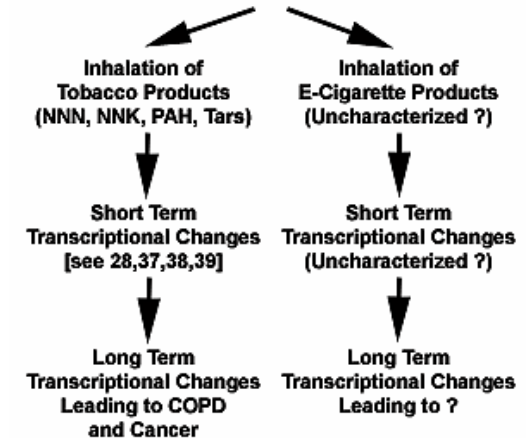 Inhalation of
Tobacco Products
(NNN, NNK, PAH, Tars)
Short Term
Transcriptional Changes
[see 28,37,38,39]
Long Term
Transcriptional Changes
Leading to COPD
and Cancer
Inhalation of
E-Cigarette Products
(Uncharacterized ?)
Short Term
Transcriptional Changes
(Uncharacterized ?)
Long Term
Transcriptional Changes
Leading to ?